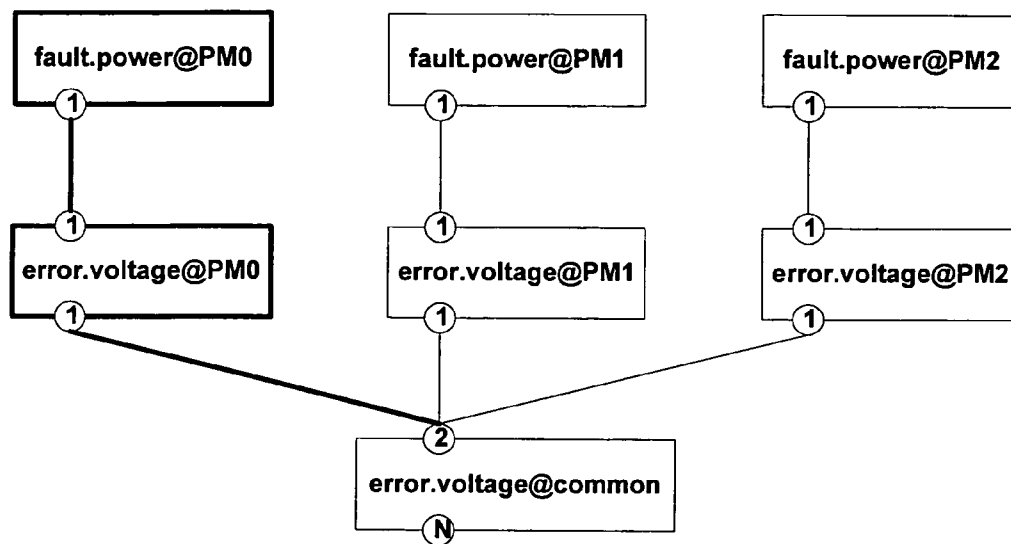 fault.power@PM0
fault.power@PM1
fault.power@PM2
1
1
1
1
1
1
error.voltage@PM0
error.voltage@PM1
error.voltage@PM2
1
1
1
2
error.voltage@common
N